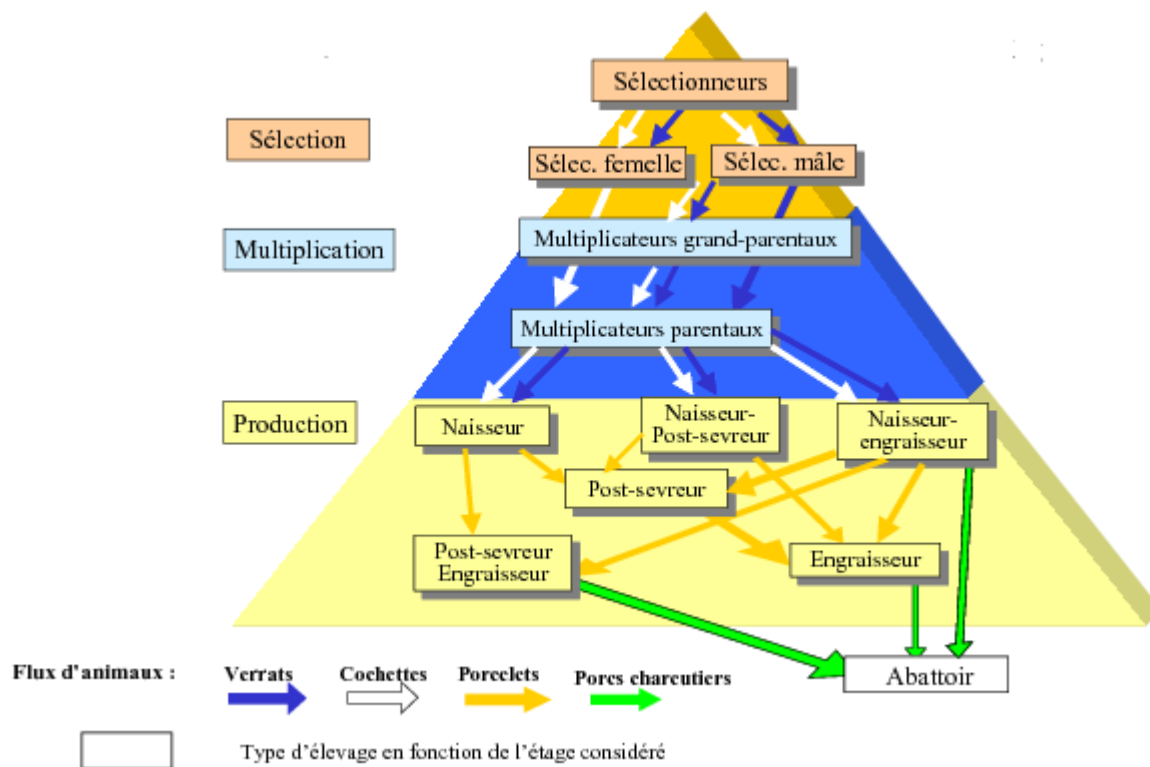 Sélectionneurs
Sélection
Sélec. femelle
Sélec. mâle
Multiplication
Multiplicateurs grand-parentaux
Multiplicateurs parentaux
Production
Naisseur
Naisseur-
Post-sevreur
Naisseur-
engraisseur
Post-sevreur
Post-sevreur
Engraisseur
Engraisseur
Abattoir
Flux d'animaux :
Verrats
Cochettes
Porcelets
Porcs charcutiers
Type d'élevage en fonction de l'étage considéré